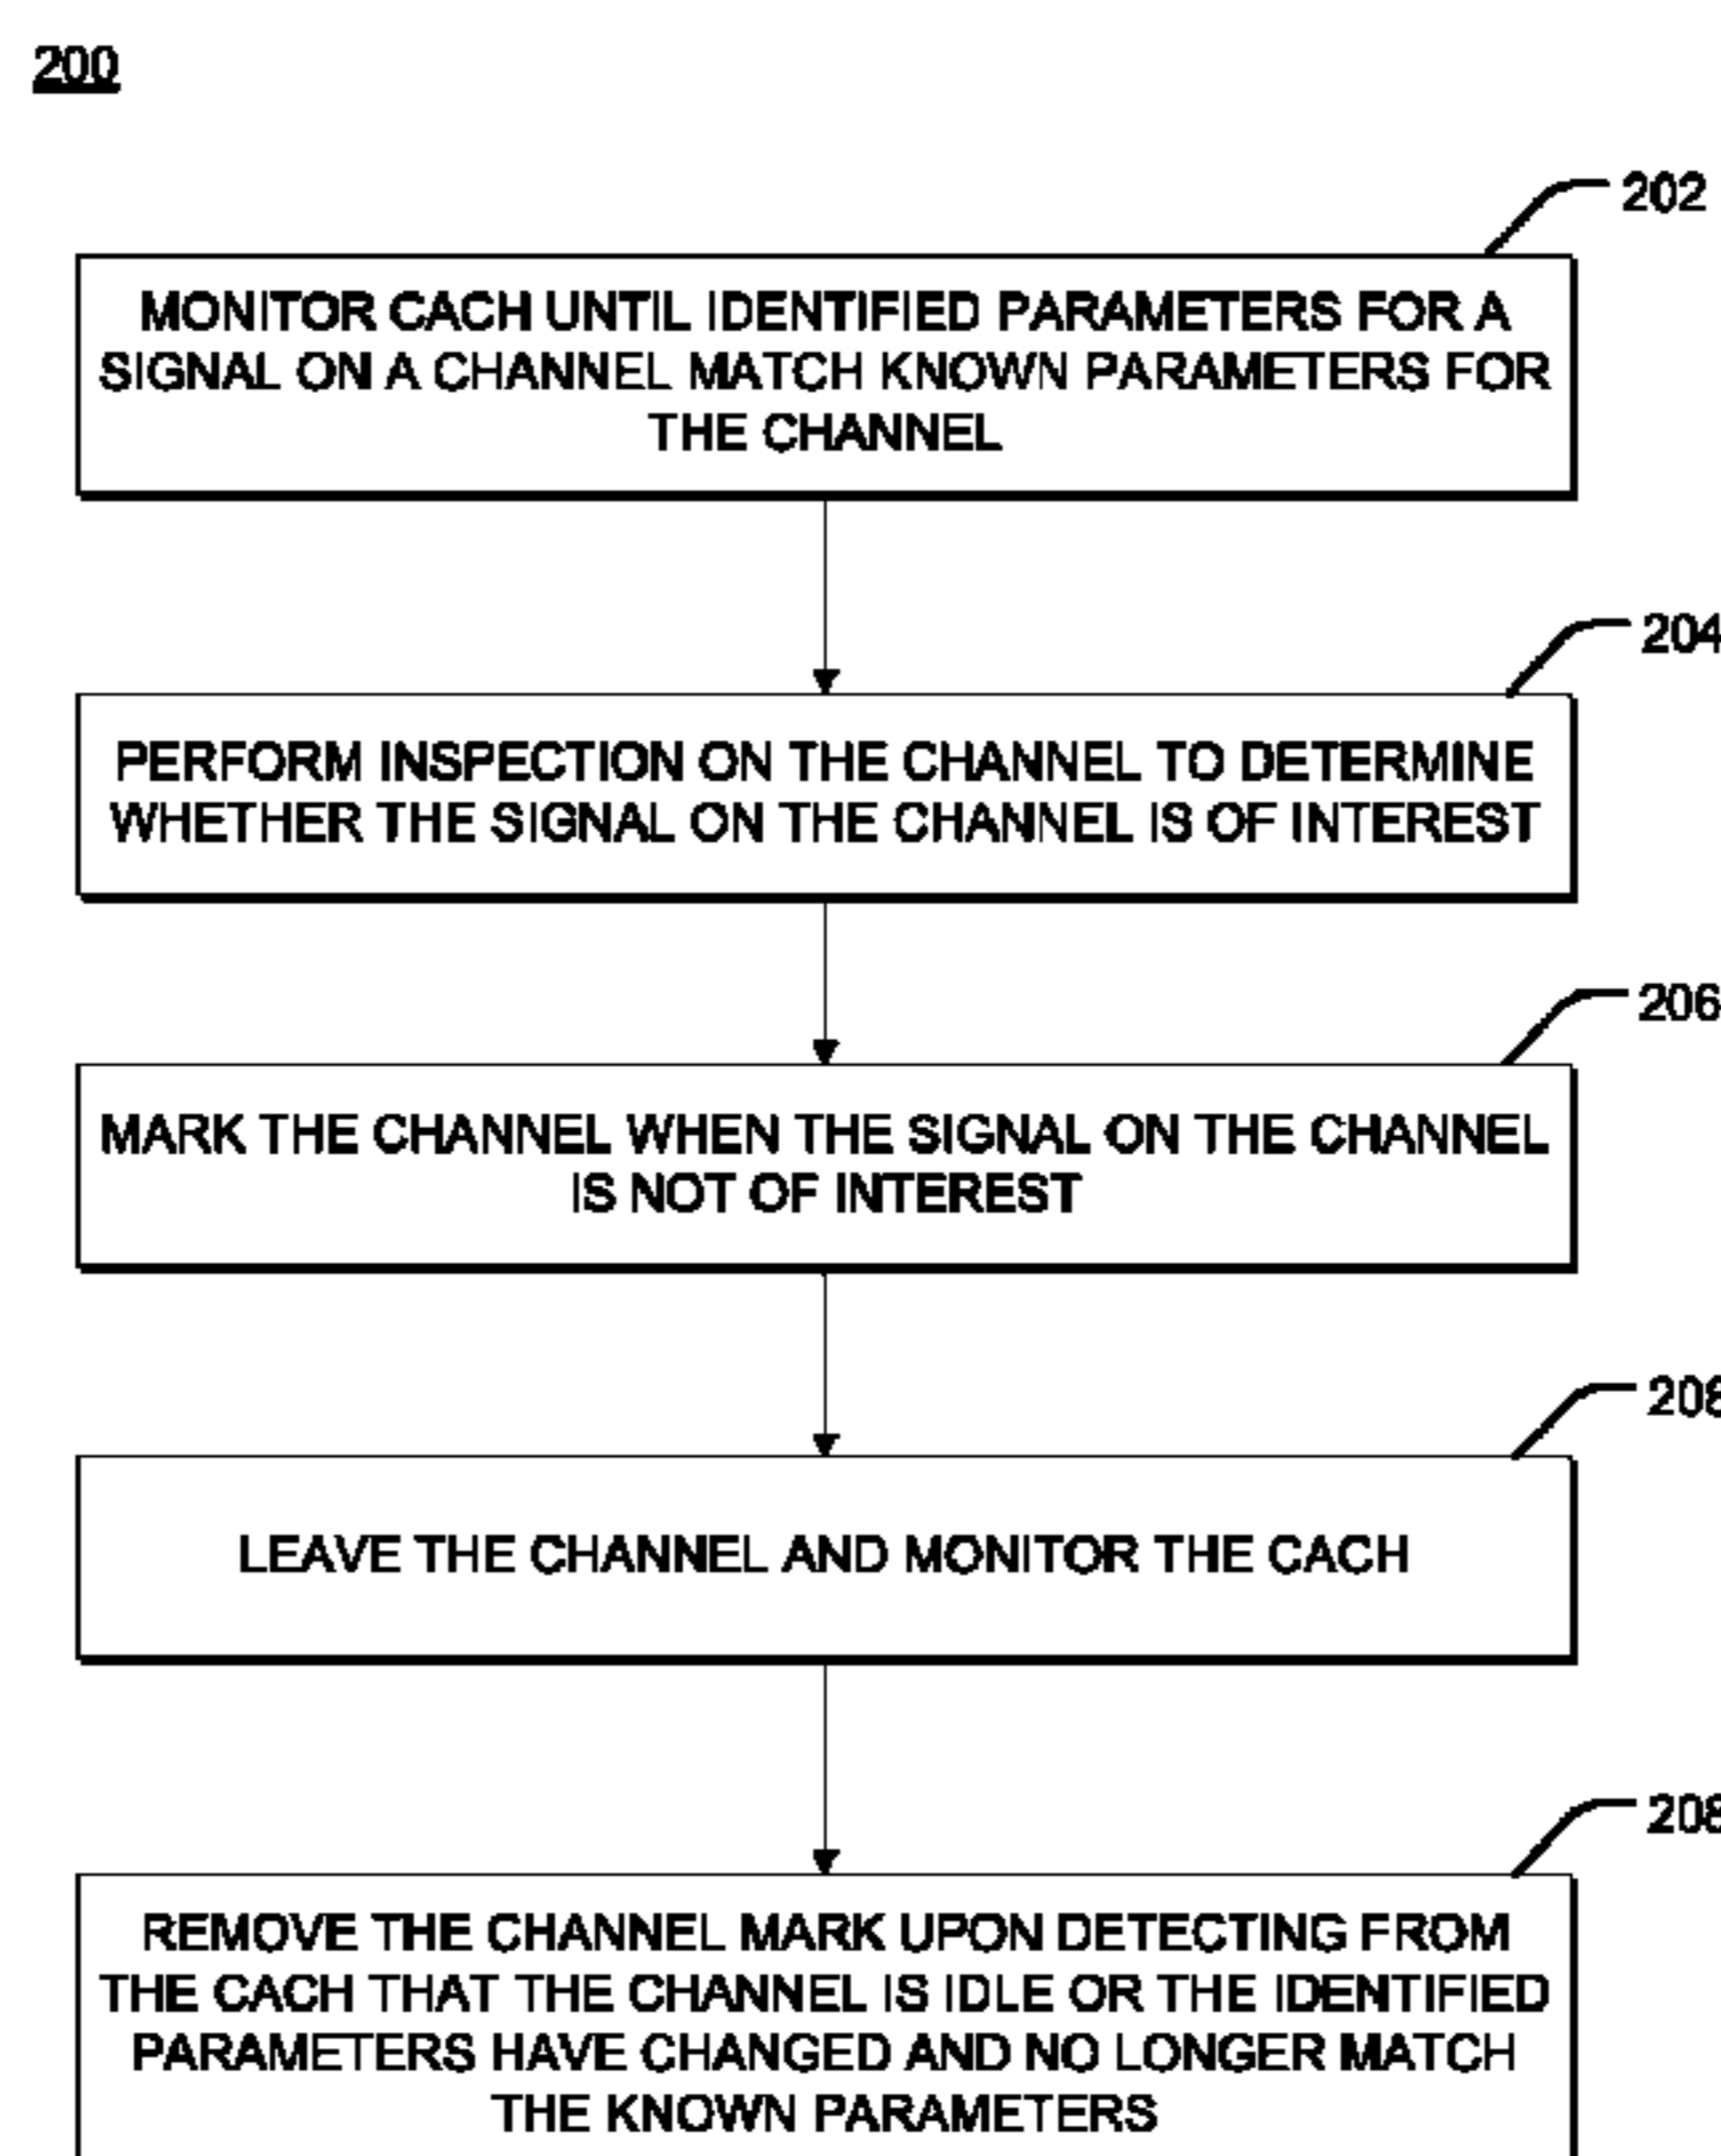 200
202
MONITOR CACH UNTIL IDENTIFIED PARAMETERS FOR A
SIGNAL ON A CHANNEL MATCH KNOWN PARAMETERS FOR
THE CHANNEL
204
PERFORM INSPECTION ON THE CHANNEL TO DETERMINE
WHETHER THE SIGNAL ON THE CHANNEL IS OF INTEREST
206
MARK THE CHANNEL WHEN THE SIGNAL ON THE CHANNEL
IS NOT OF INTEREST
208
LEAVE THE CHANNEL AND MONITOR THE CACH
208
REMOVE THE CHANNEL MARK UPON DETECTING FROM
THE CACH THAT THE CHANNEL IS IDLE OR THE IDENTIFIED
PARAMETERS HAVE CHANGED AND NO LONGER MATCH
THE KNOWN PARAMETERS